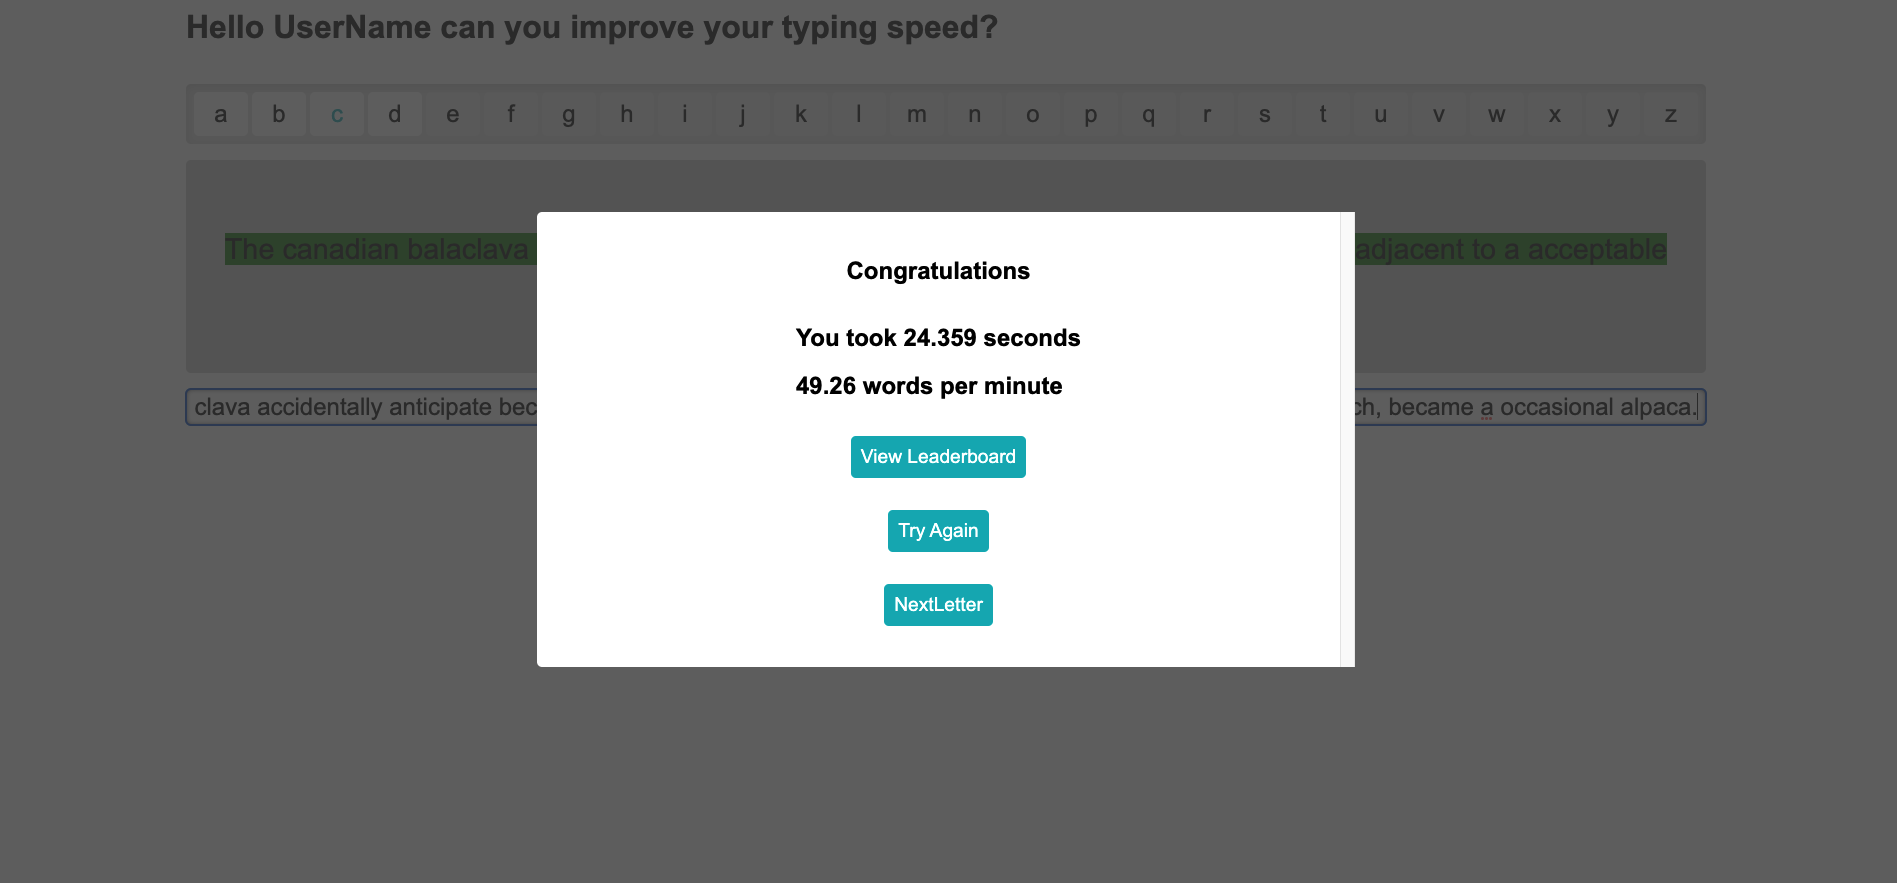 Hello UserName can you improve your typing speed?
a b c d e f g h i j k l m n o p q r s t u v w x y z
The canadian balaclava adjacent to a acceptable
Congratulations
You took 24.359 seconds
49.26 words per minute
clava accidentally anticipate bec ch, became a occasional alpaca.
View Leaderboard
Try Again
NextLetter